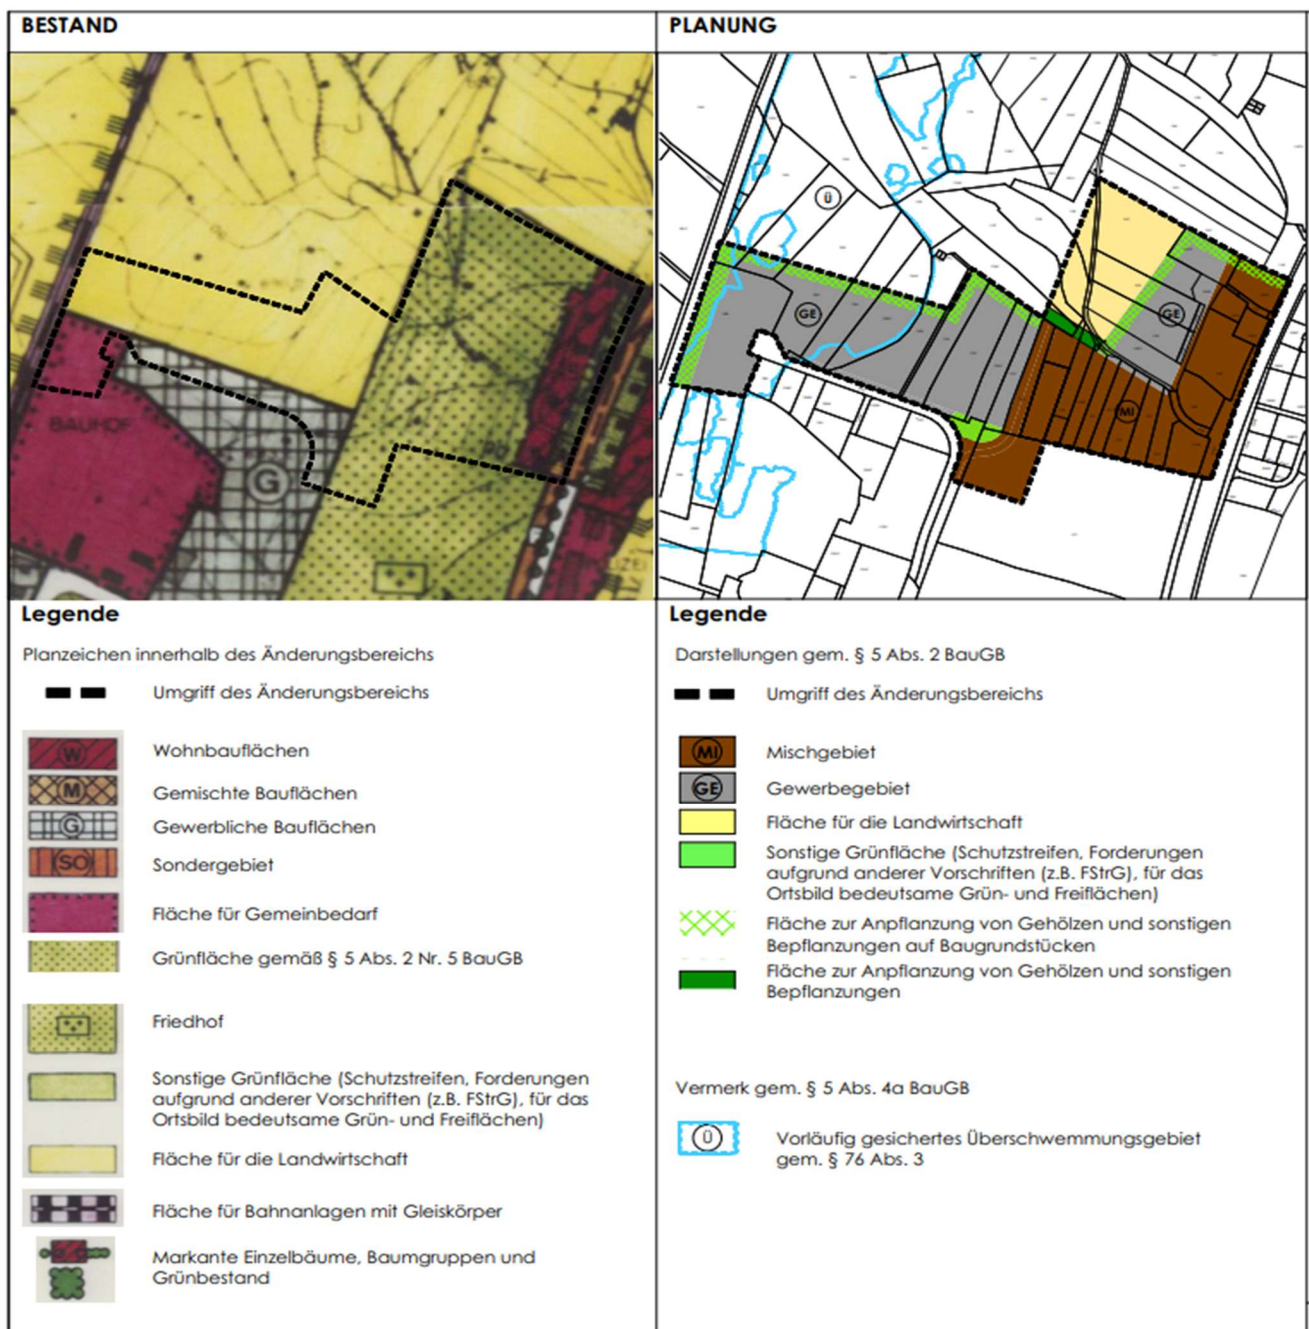 BESTAND
BAUHOF
G
Legende
Planzeichen innerhalb des Änderungsbereichs
Umgriff des Änderungsbereichs
W
Wohnbauflächen
M
Gemischte Bauflächen
G
Gewerbliche Bauflächen
SO
Sondergebiet
Fläche für Gemeinbedarf
Grünfläche gemäß § 5 Abs. 2 Nr. 5 BauGB
Friedhof
Sonstige Grünfläche (Schutzstreifen, Forderungen
aufgrund anderer Vorschriften (z.B. FStrG), für das
Ortsbild bedeutsame Grün- und Freiflächen)
Fläche für die Landwirtschaft
Fläche für Bahnanlagen mit Gleiskörper
Markante Einzelbäume, Baumgruppen und
Grünbestand
PLANUNG
Ü
GE
GE
MI
Legende
Darstellungen gem. § 5 Abs. 2 BauGB
Umgriff des Änderungsbereichs
MI
Mischgebiet
GE
Gewerbegebiet
Fläche für die Landwirtschaft
Sonstige Grünfläche (Schutzstreifen, Forderungen
aufgrund anderer Vorschriften (z.B. FStrG), für das
Ortsbild bedeutsame Grün- und Freiflächen)
Fläche zur Anpflanzung von Gehölzen und sonstigen
Bepflanzungen auf Baugrundstücken
Fläche zur Anpflanzung von Gehölzen und sonstigen
Bepflanzungen
Vermerk gem. § 5 Abs. 4a BauGB
Ü
Vorläufig gesichertes Überschwemmungsgebiet
gem. § 76 Abs. 3